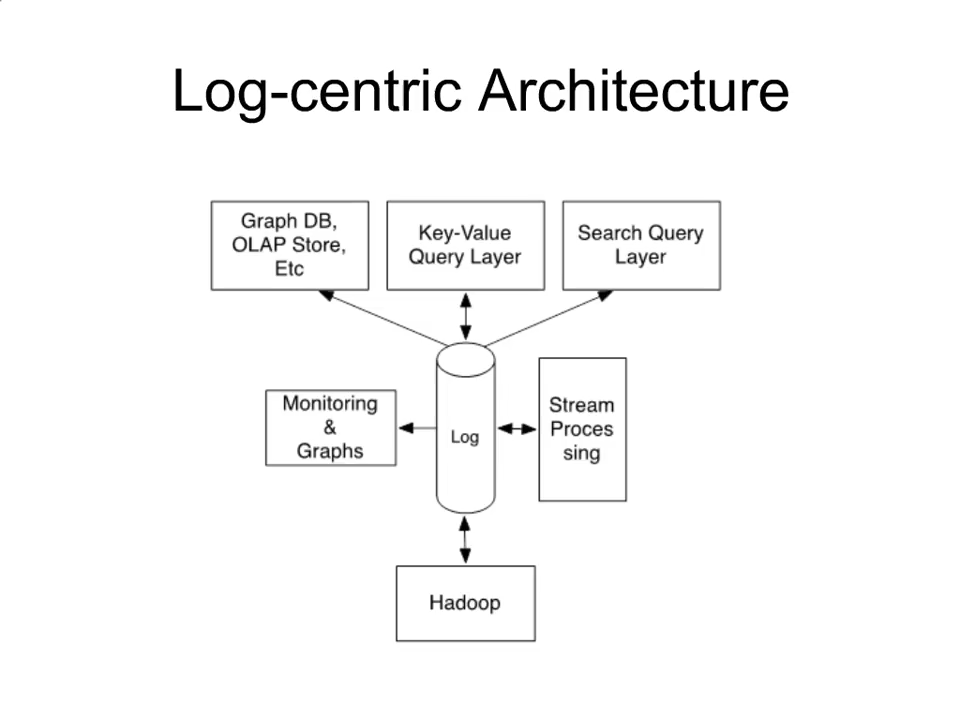 Log-centric Architecture
Graph DB,
OLAP Store,
Etc
Key-Value
Query Layer
Search Query
Layer
Monitoring
&
Graphs
Log
Stream
Proces
sing
Hadoop